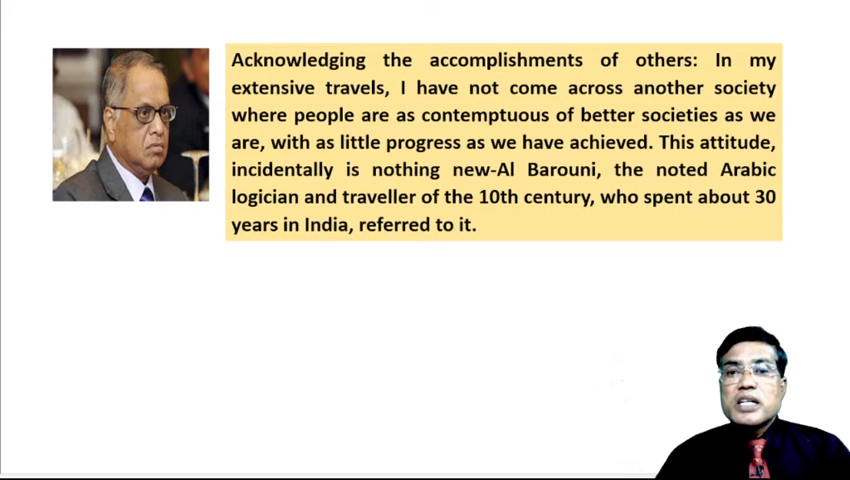 Acknowledging the accomplishments of others: In my
extensive travels, I have not come across another society
where people are as contemptuous of better societies as we
are, with as little progress as we have achieved. This attitude,
incidentally is nothing new-Al Barouni, the noted Arabic
logician and traveller of the 10th century, who spent about 30
years in India, referred to it.